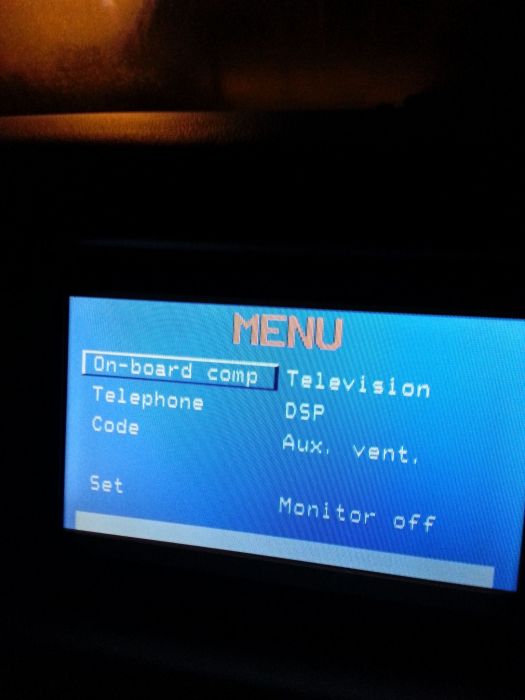 MENU
On-board comp
Television
Telephone
DSP
Code
Aux. vent.
Set
Monitor off